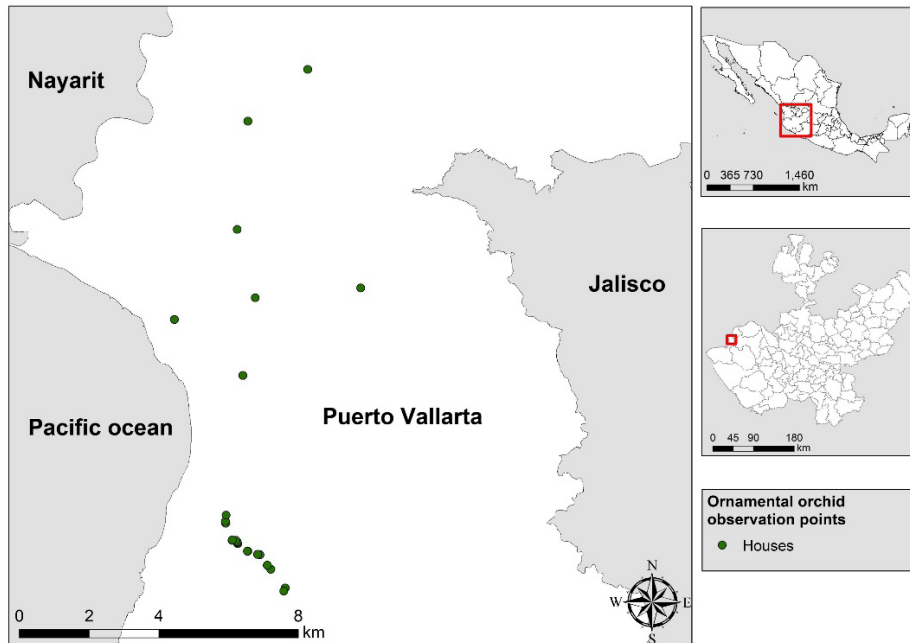 Nayarit
Jalisco
Puerto Vallarta
Pacific ocean
0 2 4 8
km
N
W E
S
0 365 730 1,460
km
0 45 90 180
km
Ornamental orchid
observation points
Houses